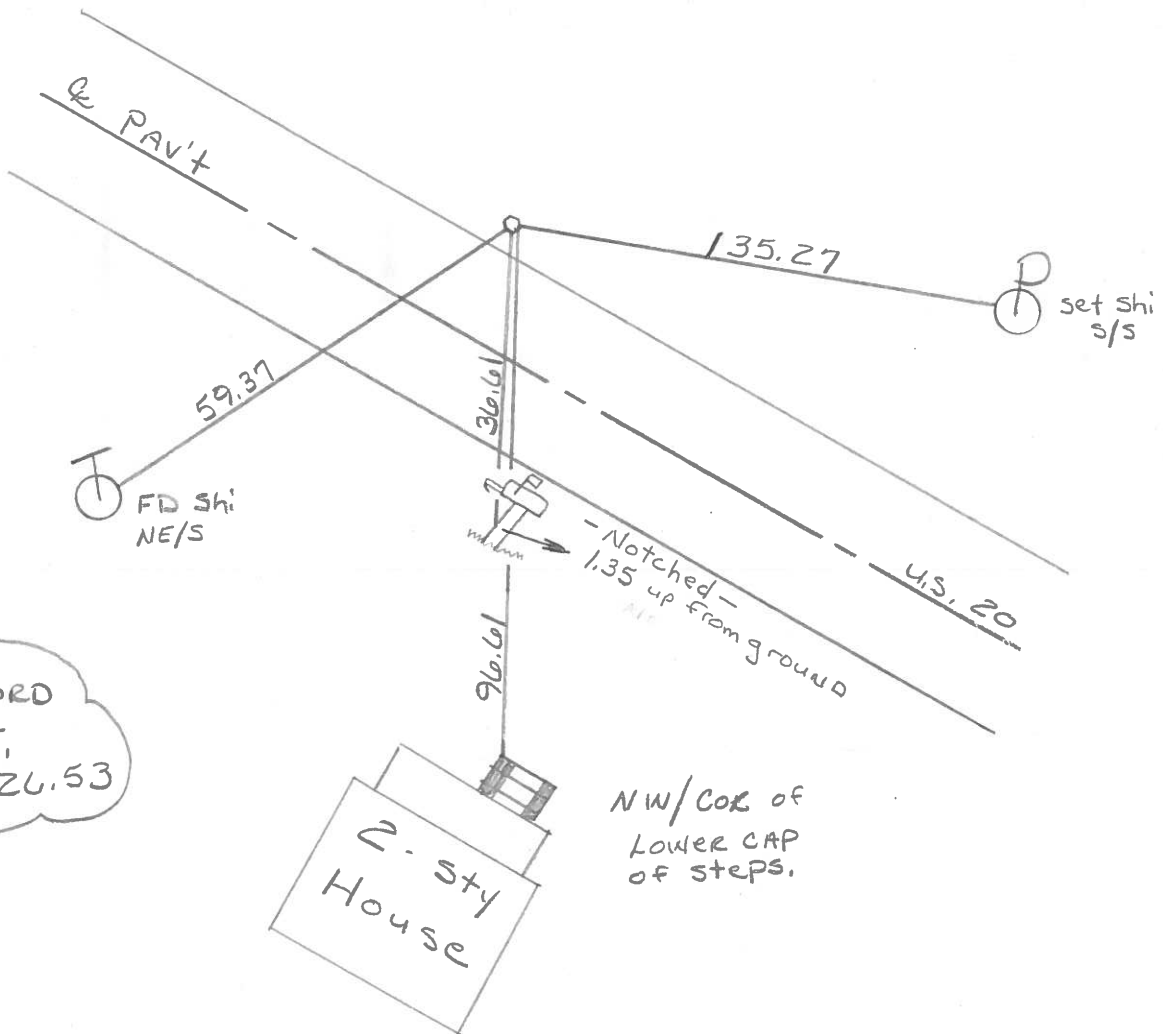 ℄ PAV't
135.27
P
set shi
s/s
59.37
36.61
T
FD shi
NE/S
-Notched-
1.35 up from ground
U.S. 20
96.61
26.53
NW/COR of
LOWER CAP
of STEPS.
2-sty
House